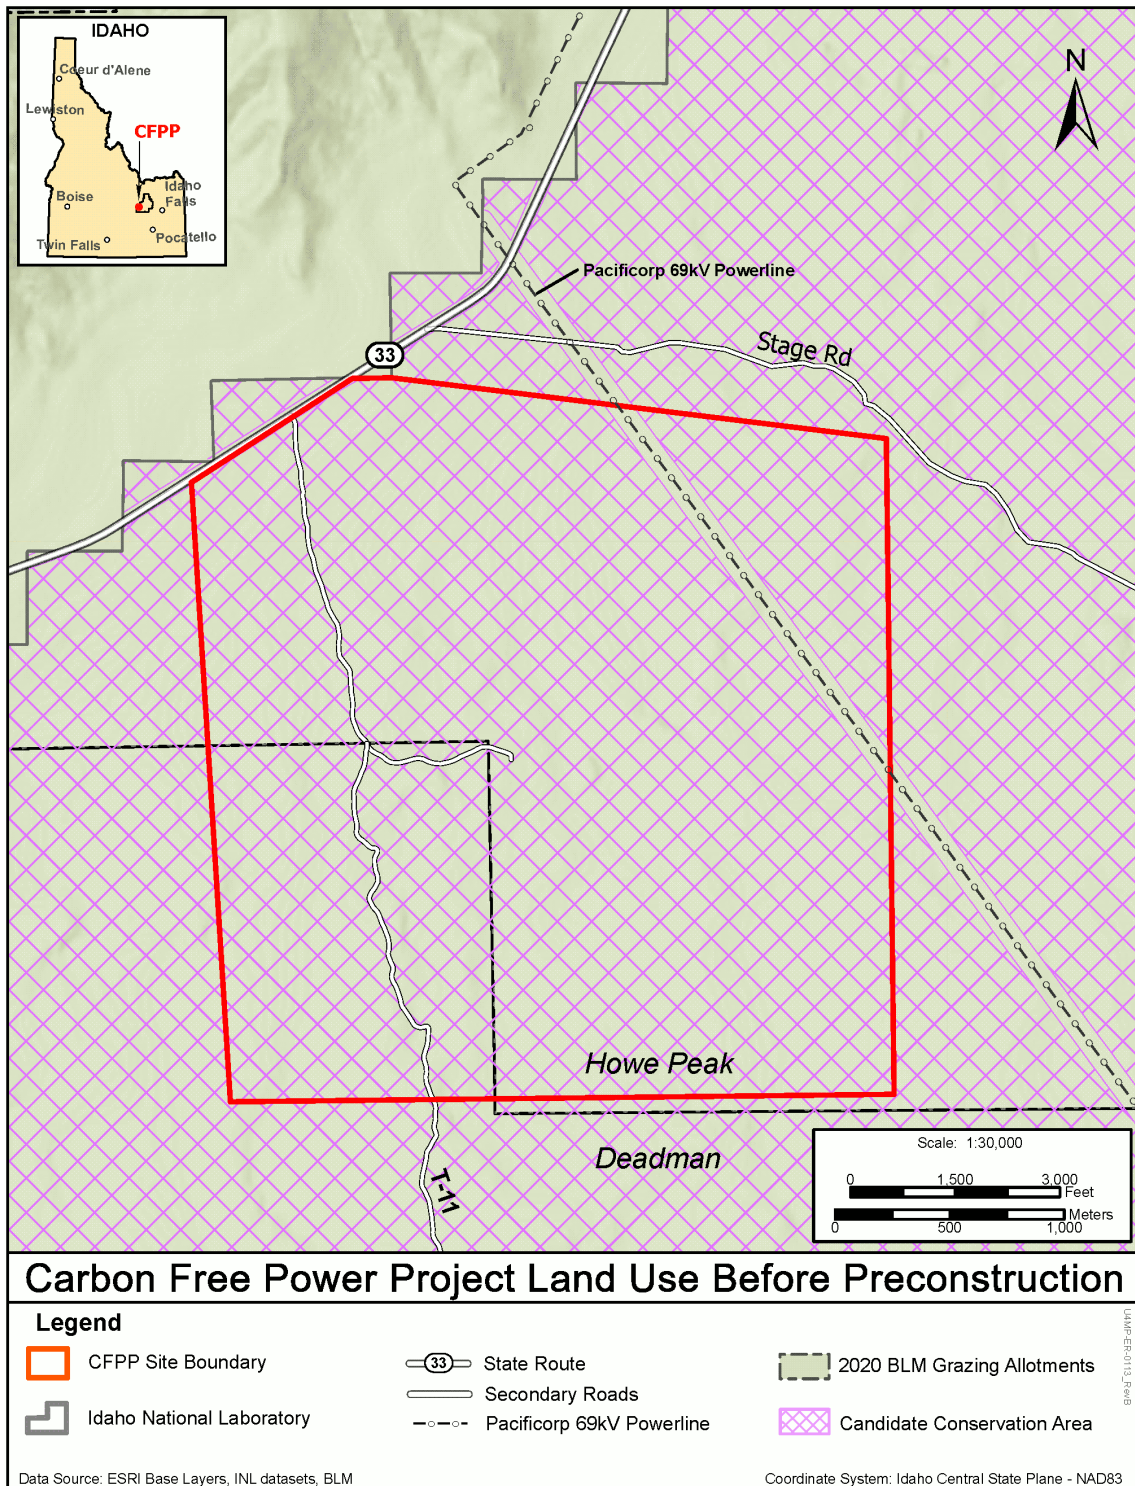 IDAHO
Coeur d'Alene
Lewiston
CFPP
Idaho
Falls
Boise
Twin Falls
Pocatello
N
Pacificorp 69kV Powerline
Stage Rd
33
Howe Peak
Deadman
T-11
Scale: 1:30,000
0 1,500 3,000
Feet
Meters
0 500 1,000
Carbon Free Power Project Land Use Before Preconstruction
Legend
CFPP Site Boundary
Idaho National Laboratory
33 State Route
Secondary Roads
Pacificorp 69kV Powerline
2020 BLM Grazing Allotments
Candidate Conservation Area
U4MP-ER-0113_RevB
Data Source: ESRI Base Layers, INL datasets, BLM
Coordinate System: Idaho Central State Plane - NAD83